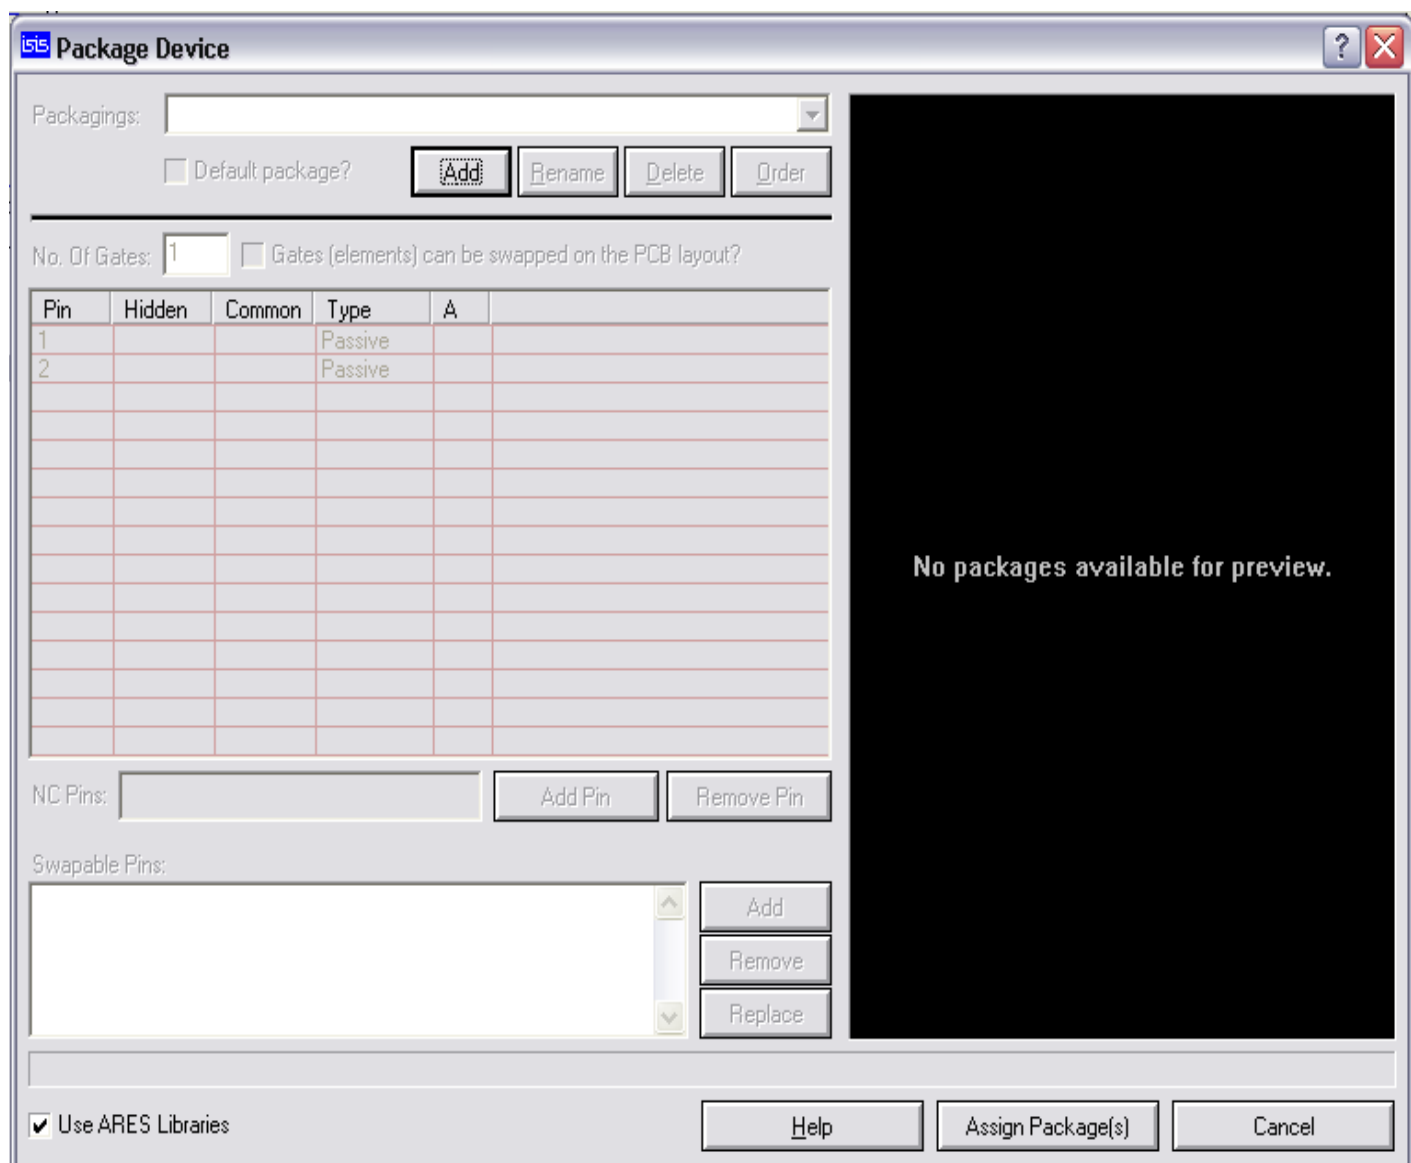 isis Package Device
Packagings:
Default package? Add Rename Delete Order
No. Of Gates: 1 Gates (elements) can be swapped on the PCB layout?
Pin Hidden Common Type A
1 Passive
2 Passive
No packages available for preview.
NC Pins: Add Pin Remove Pin
Swapable Pins:
Add
Remove
Replace
Use ARES Libraries Help Assign Package(s) Cancel